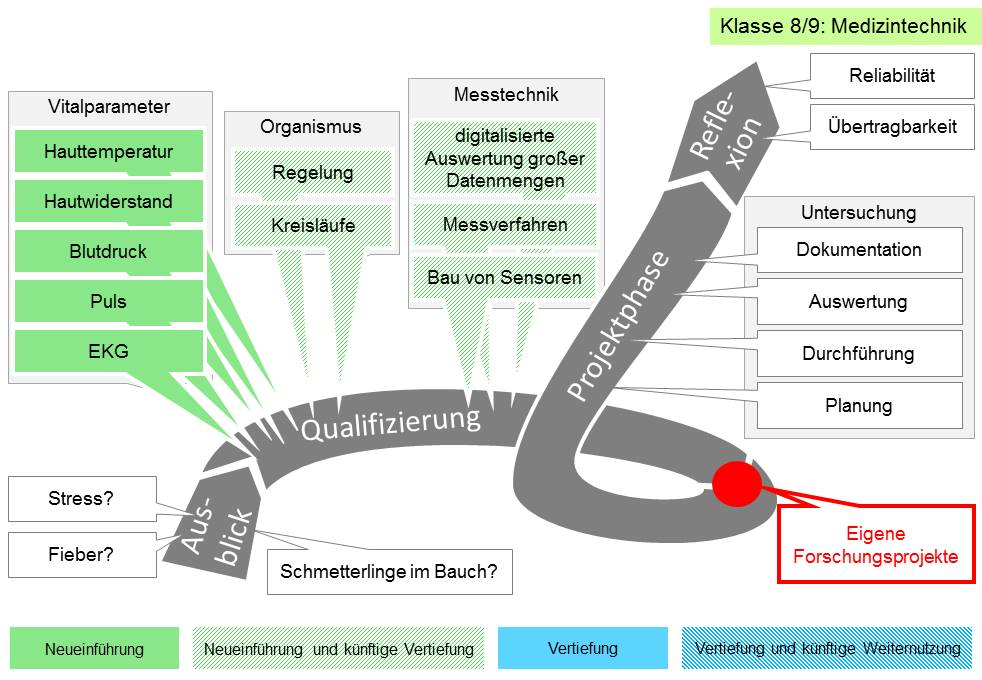 Klasse 8/9: Medizintechnik
Vitalparameter
Hauttemperatur
Hautwiderstand
Blutdruck
Puls
EKG
Organismus
Regelung
Kreisläufe
Messtechnik
digitalisierte
Auswertung großer
Datenmengen
Messverfahren
Bau von Sensoren
Reliabilität
Übertragbarkeit
Refle-
xion
Untersuchung
Dokumentation
Auswertung
Durchführung
Planung
Projektphase
Qualifizierung
Aus-
blick
Stress?
Fieber?
Schmetterlinge im Bauch?
Eigene
Forschungsprojekte
Neueinführung
Neueinführung und künftige Vertiefung
Vertiefung
Vertiefung und künftige Weiternutzung